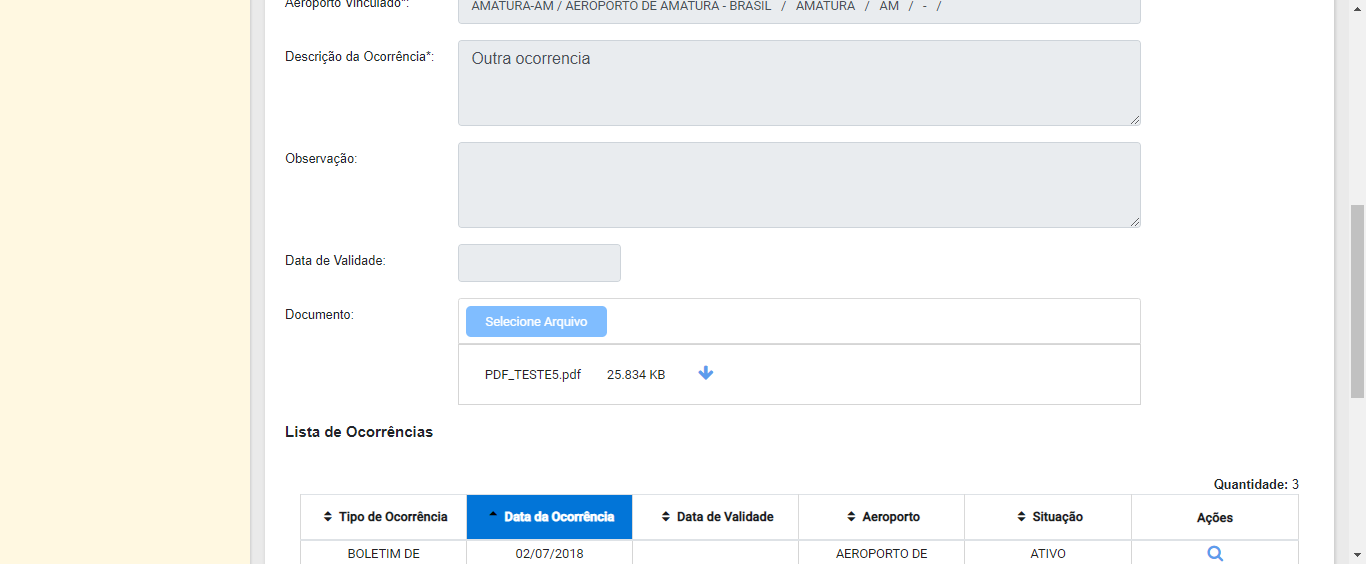 Aeroporto Vinculado*: AMATURA-AM / AEROPORTO DE AMATURA - BRASIL / AMATURA / AM / - /
Descrição da Ocorrência*: Outra ocorrencia
Observação:
Data de Validade:
Documento: Selecione Arquivo
PDF_TESTE5.pdf 25.834 KB
Lista de Ocorrências
Quantidade: 3
Tipo de Ocorrência Data da Ocorrência Data de Validade Aeroporto Situação Ações
BOLETIM DE 02/07/2018 AEROPORTO DE ATIVO